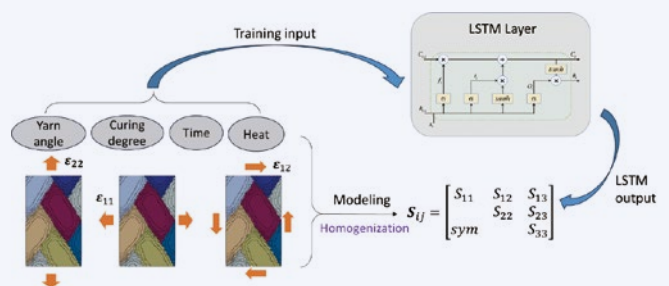 Training input
LSTM Layer
Yarn
angle
Curing
degree
Time
Heat
ε₂₂
ε₁₁
ε₁₂
Modeling
Homogenization
LSTM
output
S_ij = [S₁₁ S₁₂ S₁₃
S₂₂ S₂₃
sym S₃₃]